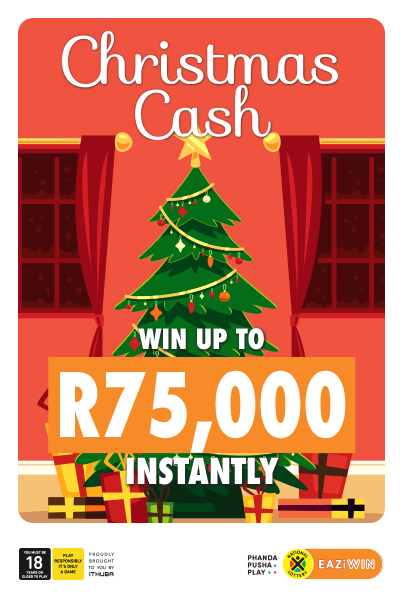 Christmas
Cash
WIN UP TO
R75,000
INSTANTLY
YOU MUST BE
18
YEARS OR
OLDER TO PLAY
PLAY
RESPONSIBLY
IT'S ONLY
A GAME
PROUDLY
BROUGHT
TO YOU BY
ITHUBA
PHANDA
PUSHA
PLAY
NATIONAL
LOTTERY
EAZiWIN